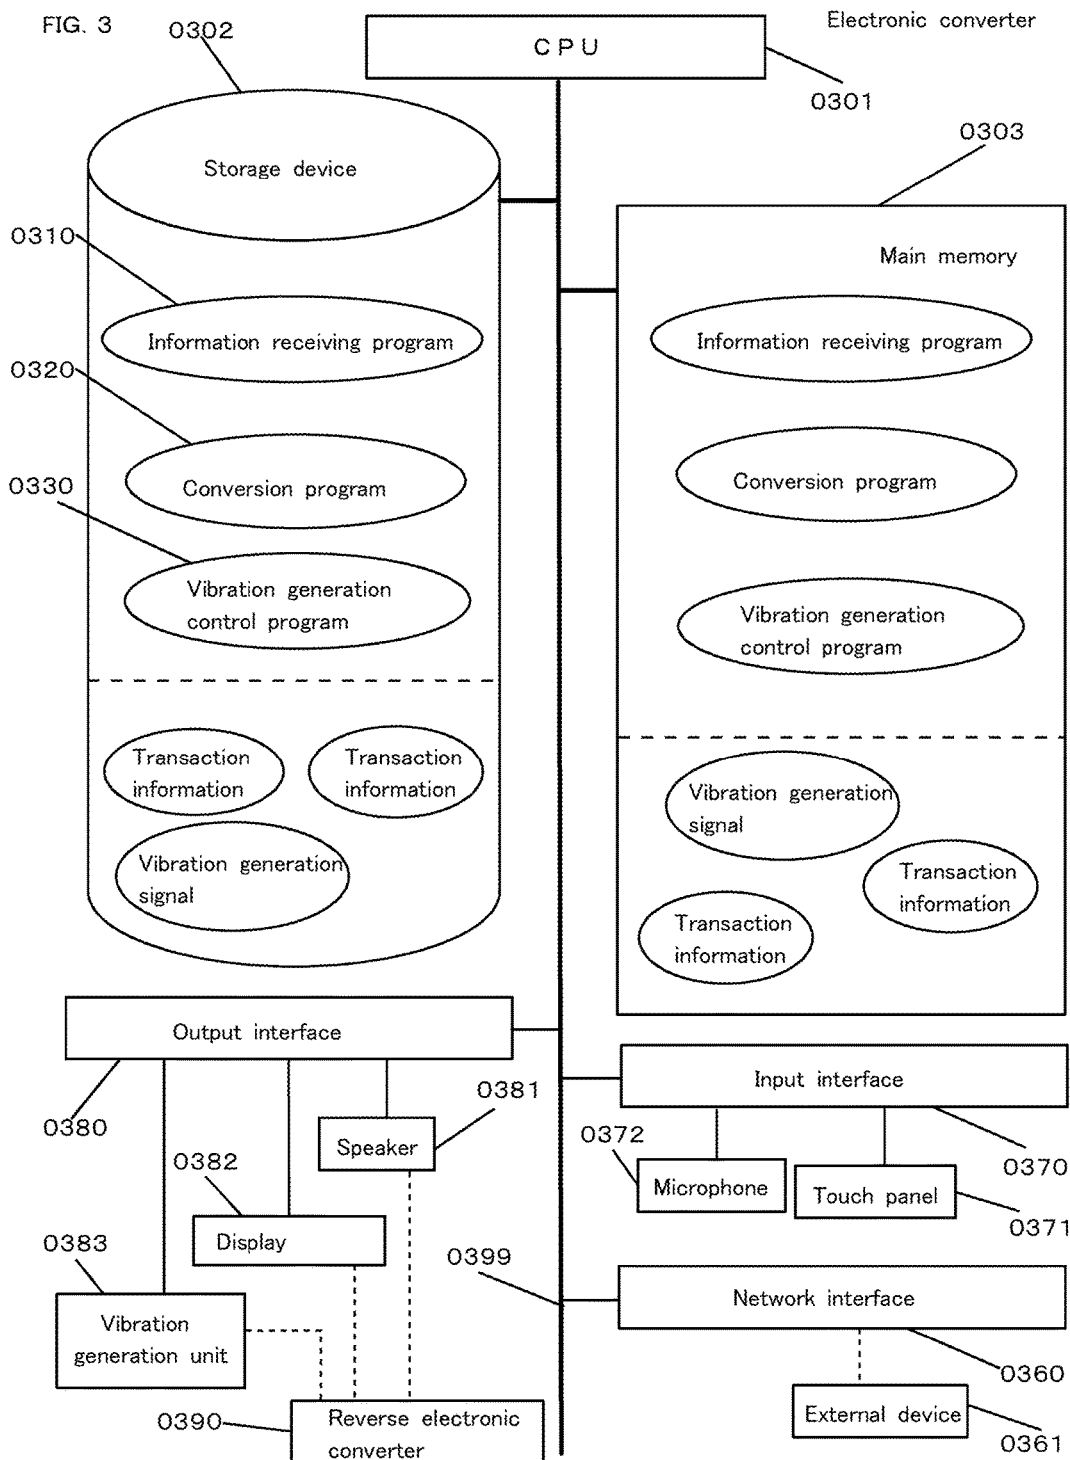 FIG. 3
Electronic converter
CPU
0301
0302
Storage device
0303
Main memory
0310
Information receiving program
Information receiving program
0320
Conversion program
Conversion program
0330
Vibration generation
control program
Vibration generation
control program
Transaction
information
Transaction
information
Vibration generation
signal
Vibration generation
signal
Transaction
information
Transaction
information
Output interface
0380
0381
Speaker
0382
Display
0383
Vibration
generation unit
0390
Reverse electronic
converter
Input interface
0370
0372
Microphone
Touch panel
0371
0399
Network interface
0360
External device
0361